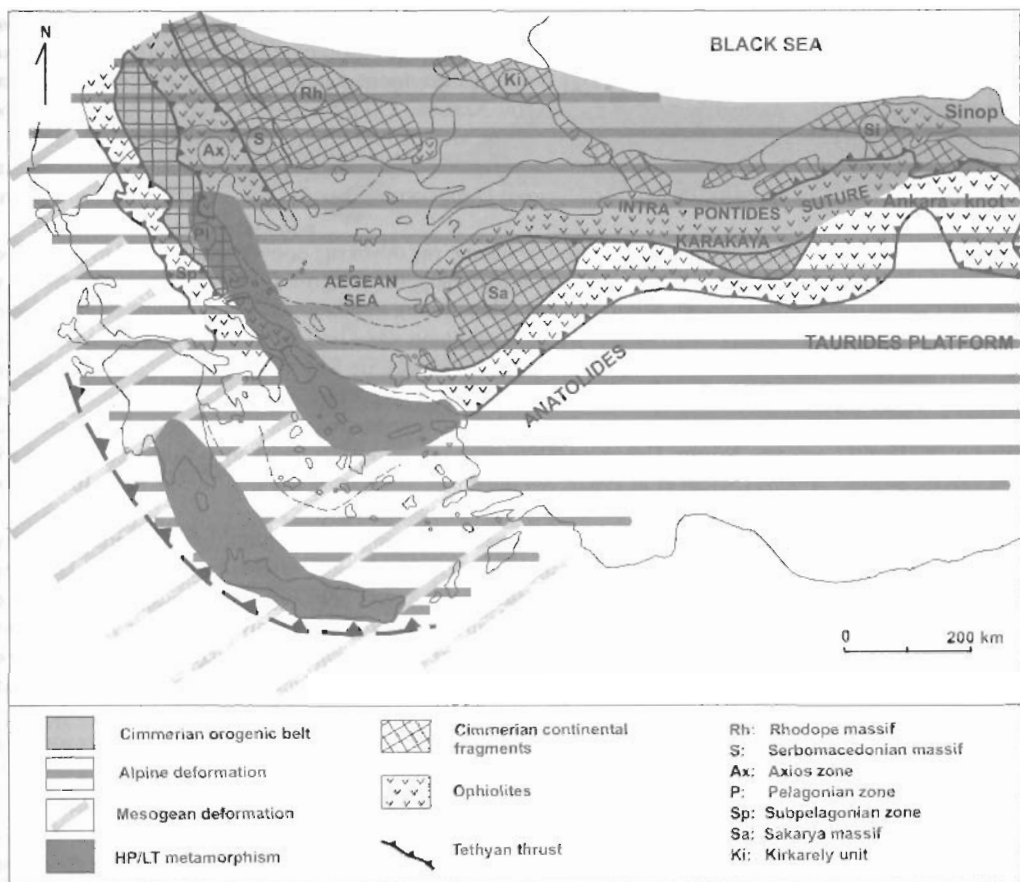 N
BLACK SEA
Rh
Ki
S
Ax
Si
Sinop
INTRA PONTIDES SUTURE
Ankara knot
Pl
?
KARAKAYA
Sp
AEGEAN
SEA
Sa
TAURIDES PLATFORM
ANATOLIDES
0 200 km
Cimmerian orogenic belt
Alpine deformation
Mesogean deformation
HP/LT metamorphism
Cimmerian continental
fragments
Ophiolites
Tethyan thrust
Rh: Rhodope massif
S: Serbomacedonian massif
Ax: Axios zone
P: Pelagonian zone
Sp: Subpelagonian zone
Sa: Sakarya massif
Ki: Kirkarely unit